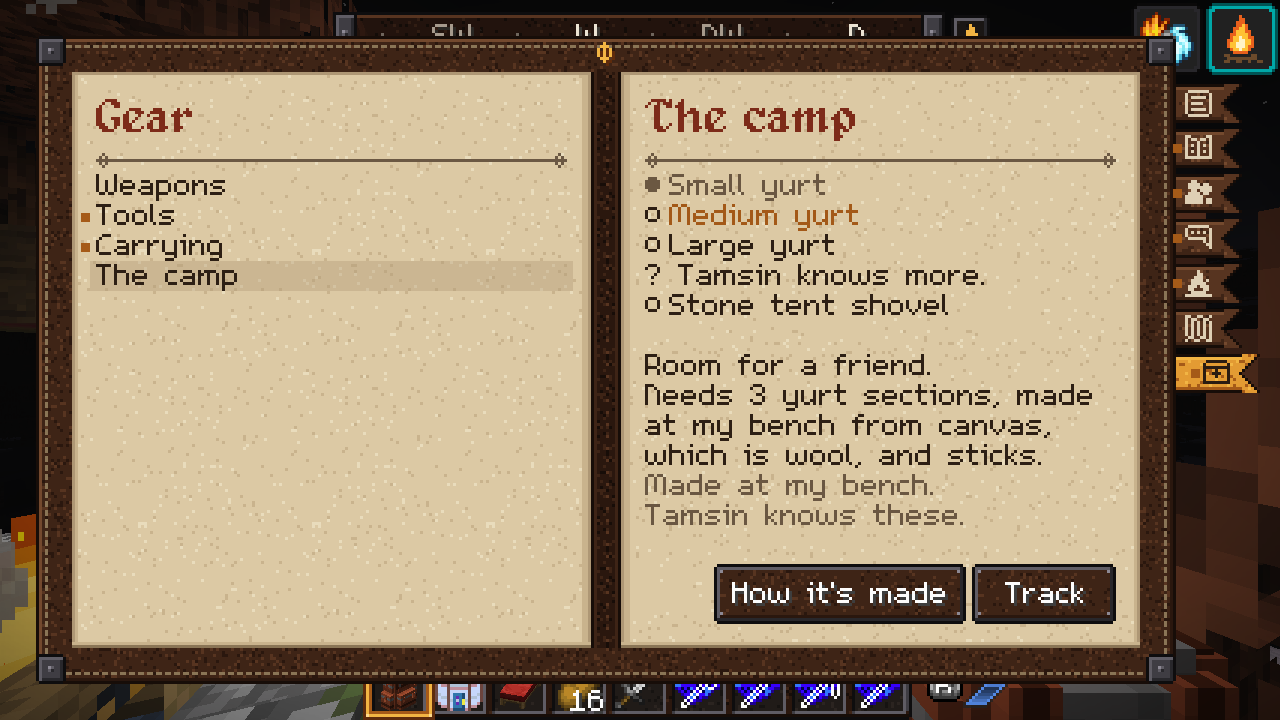 Gear
Weapons
Tools
Carrying
The camp
The camp
Small yurt
Medium yurt
Large yurt
? Tamsin knows more.
Stone tent shovel
Room for a friend.
Needs 3 yurt sections, made
at my bench from canvas,
which is wool, and sticks.
Made at my bench.
Tamsin knows these.
How it's made
Track
16